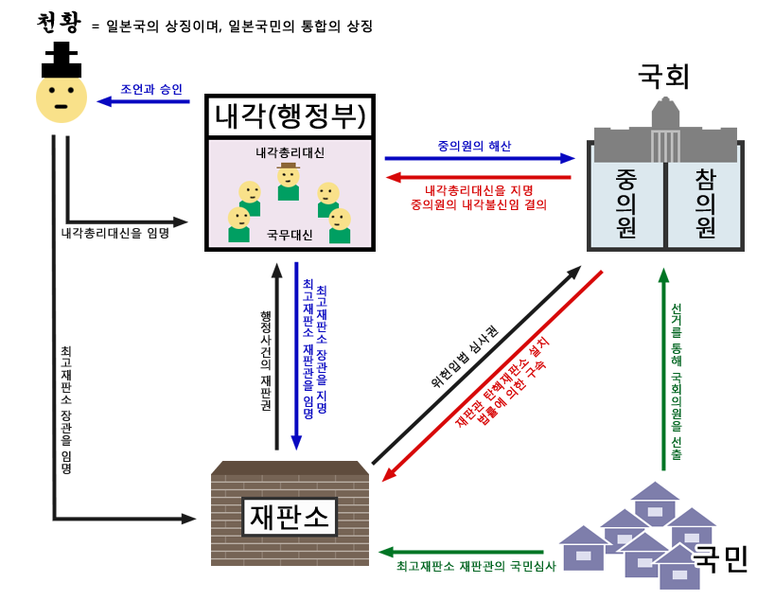 천황 = 일본국의 상징이며, 일본국민의 통합의 상징
조언과 승인
내각(행정부)
내각총리대신
국무대신
국회
중의원
참의원
중의원의 해산
내각총리대신을 지명
중의원의 내각불신임 결의
내각총리대신을 임명
최고재판소 장관을 임명
행정사건의 재판권
최고재판소 장관을 지명
최고재판소 재판관을 임명
위헌입법 심사권
재판관 탄핵재판소 설치
법률에 의한 구속
선거를 통해 국회의원을 선출
재판소
최고재판소 재판관의 국민심사
국민